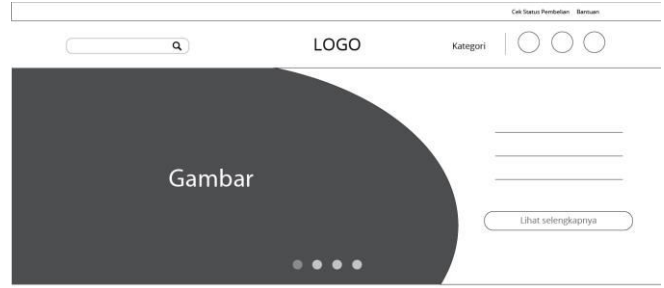 Cek Status Pembelian Bantuan
LOGO Kategori
Gambar
Lihat selengkapnya